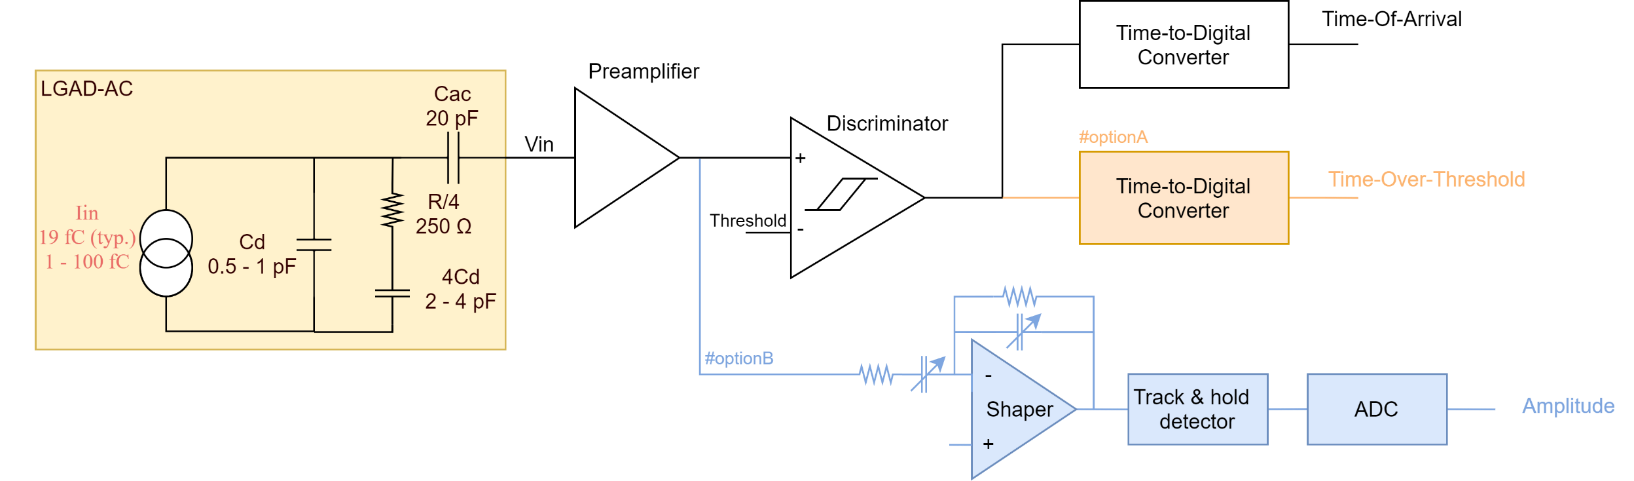 LGAD-AC
Iin
19 fC (typ.)
1 - 100 fC
Cd
0.5 - 1 pF
Cac
20 pF
R/4
250 Ω
4Cd
2 - 4 pF
Vin
Preamplifier
Discriminator
+
Threshold
-
Time-to-Digital
Converter
Time-Of-Arrival
#optionA
Time-to-Digital
Converter
Time-Over-Threshold
#optionB
-
Shaper
+
Track & hold
detector
ADC
Amplitude